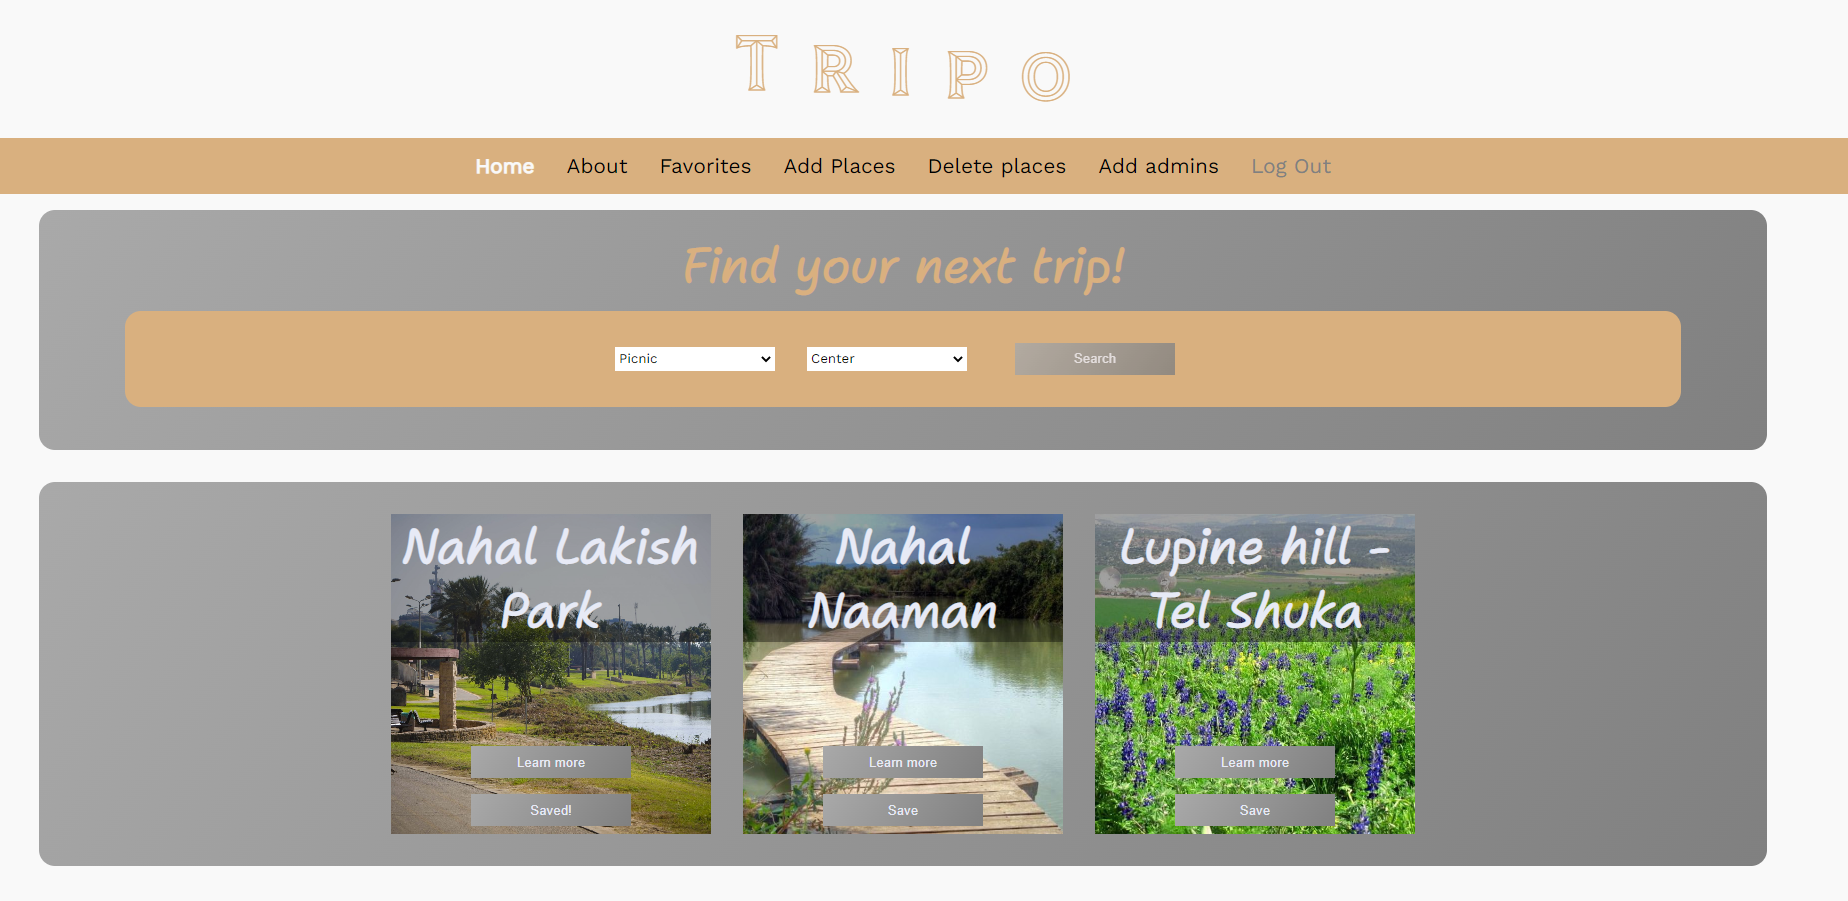 Tripo
Home About Favorites Add Places Delete places Add admins Log Out
Find your next trip!
Picnic Center Search
Nahal Lakish
Park
Learn more
Saved!
Nahal
Naaman
Learn more
Save
Lupine hill -
Tel Shuka
Learn more
Save